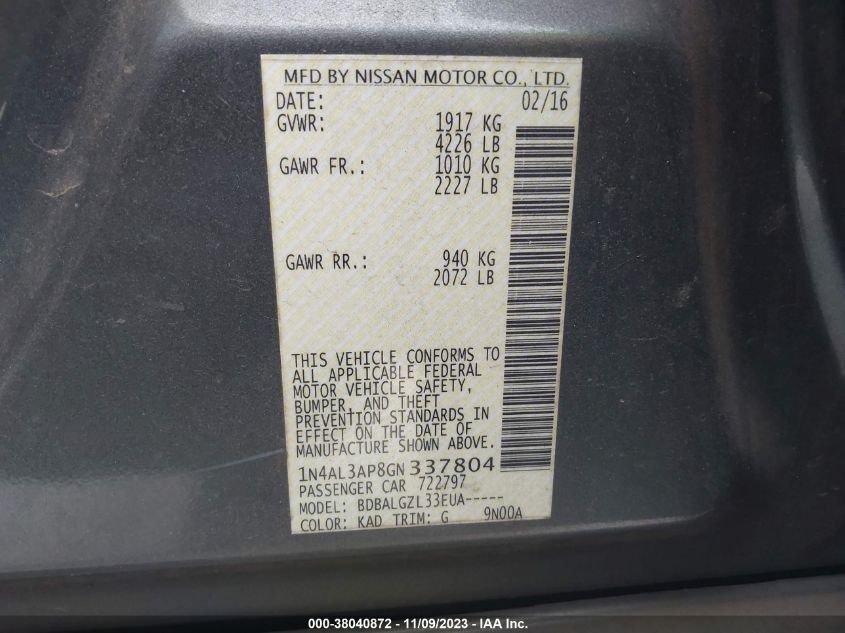 MFD BY NISSAN MOTOR CO., LTD.
DATE: 02/16
GVWR: 1917 KG
4226 LB
GAWR FR.: 1010 KG
2227 LB
GAWR RR.: 940 KG
2072 LB
THIS VEHICLE CONFORMS TO
ALL APPLICABLE FEDERAL
MOTOR VEHICLE SAFETY,
BUMPER, AND THEFT
PREVENTION STANDARDS IN
EFFECT ON THE DATE OF
MANUFACTURE SHOWN ABOVE.
1N4AL3AP8GN 337804
PASSENGER CAR 722797
MODEL: BDBALGZL33EUA-----
COLOR: KAD TRIM: G 9N00A
000-38040872 - 11/09/2023 - IAA Inc.